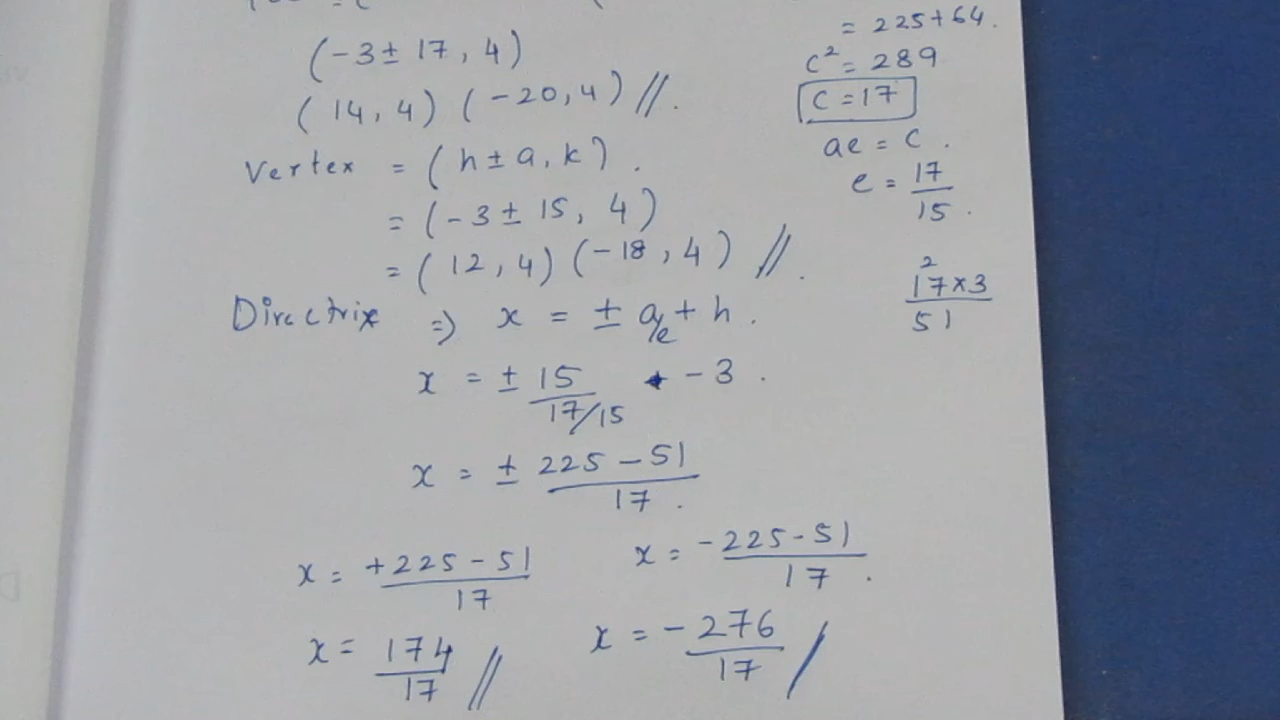 (-3 ± 17, 4)
(14, 4) (-20, 4) //.
Vertex = (h ± a, k).
= (-3 ± 15, 4)
= (12, 4) (-18, 4) //.
Directrix => x = ± a/e + h.
x = ± 15 / 17/15 + -3.
x = ± 225 - 51 / 17.
x = +225 - 51 / 17
x = -225 - 51 / 17.
x = 174 / 17 //
x = -276 / 17 /
= 225 + 64.
c² = 289
c = 17
ae = c.
e = 17 / 15.
2
17 × 3
51